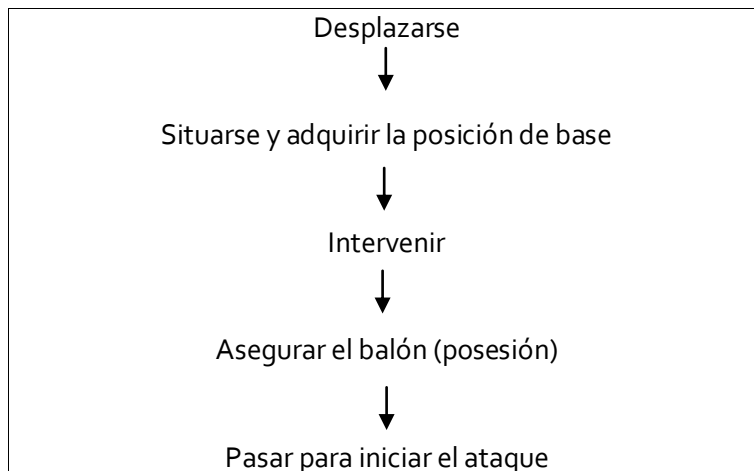 Desplazarse
Situarse y adquirir la posición de base
Intervenir
Asegurar el balón (posesión)
Pasar para iniciar el ataque